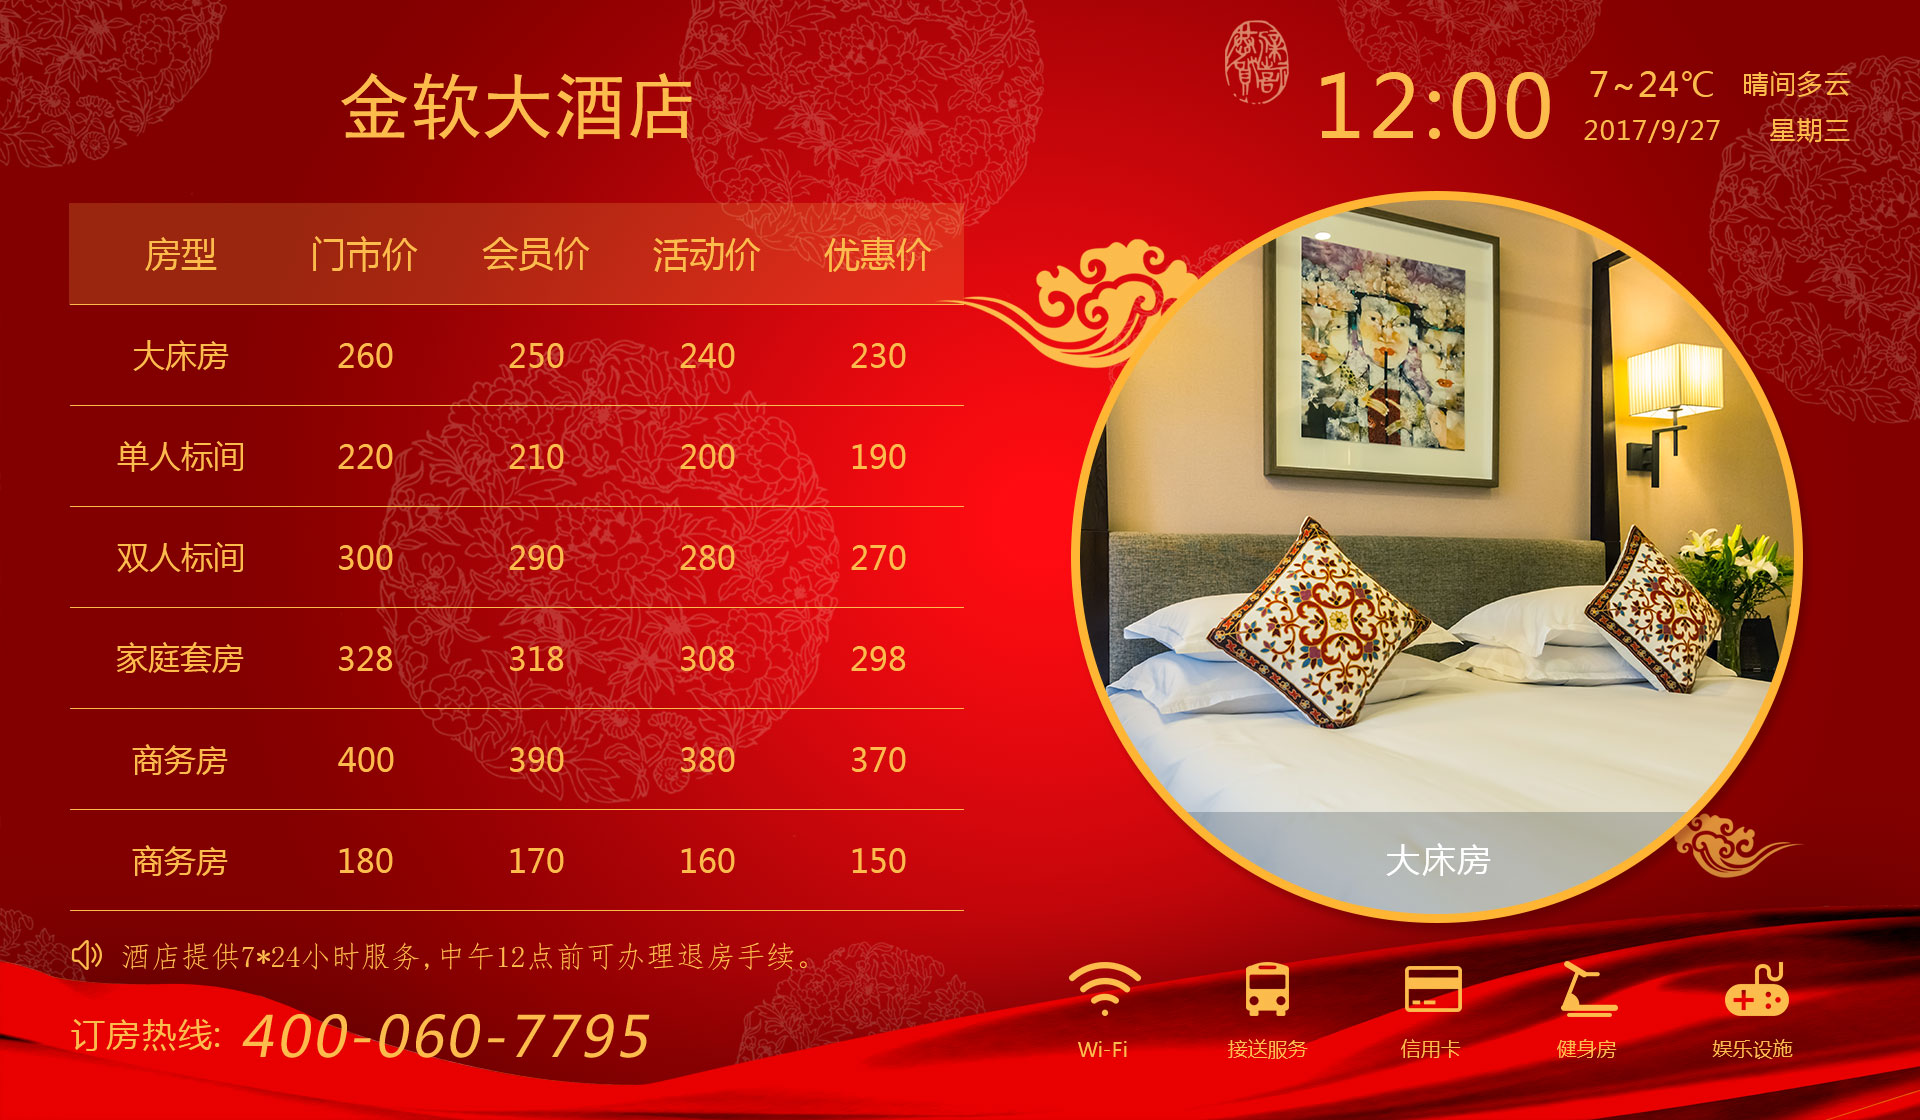 金软大酒店
12:00
7~24℃ 晴间多云
2017/9/27 星期三
房型 门市价 会员价 活动价 优惠价
大床房 260 250 240 230
单人标间 220 210 200 190
双人标间 300 290 280 270
家庭套房 328 318 308 298
商务房 400 390 380 370
商务房 180 170 160 150
大床房
酒店提供7*24小时服务,中午12点前可办理退房手续。
订房热线: 400-060-7795
Wi-Fi 接送服务 信用卡 健身房 娱乐设施